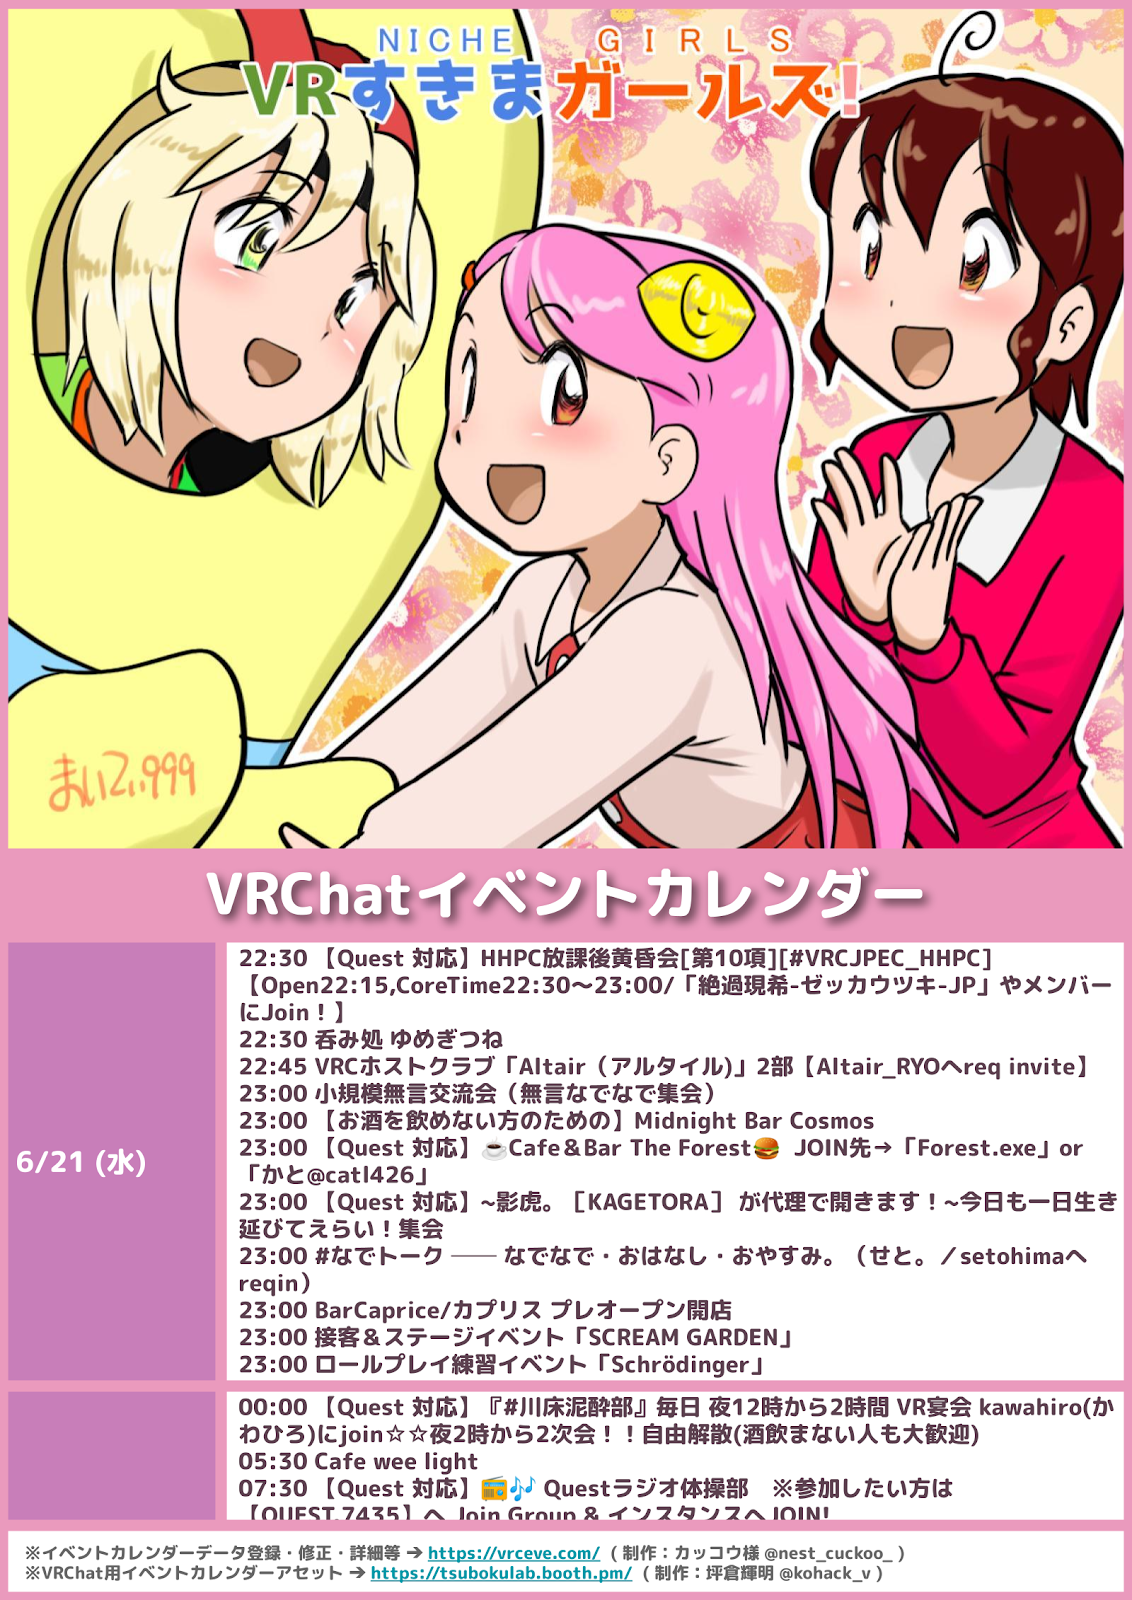 NICHE GIRLS
VRすきまガールズ!
まいてぃ999
VRChatイベントカレンダー
6/21 (水)
22:30 【Quest 対応】HHPC放課後黄昏会[第10項][#VRCJPEC_HHPC]
【Open22:15,CoreTime22:30〜23:00/「絶過現希-ゼッカウツキ-JP」やメンバー
にJoin！】
22:30 呑み処 ゆめぎつね
22:45 VRCホストクラブ「Altair（アルタイル)」2部【Altair_RYOへreq invite】
23:00 小規模無言交流会（無言なでなで集会）
23:00 【お酒を飲めない方のための】Midnight Bar Cosmos
23:00 【Quest 対応】☕Cafe＆Bar The Forest🍔 JOIN先→「Forest.exe」or
「かと@catl426」
23:00 【Quest 対応】~影虎。［KAGETORA］ が代理で開きます！~今日も一日生き
延びてえらい！集会
23:00 #なでトーク ── なでなで・おはなし・おやすみ。（せと。／setohimaへ
reqin）
23:00 BarCaprice/カプリス プレオープン開店
23:00 接客＆ステージイベント「SCREAM GARDEN」
23:00 ロールプレイ練習イベント「Schrödinger」
00:00 【Quest 対応】『#川床泥酔部』毎日 夜12時から2時間 VR宴会 kawahiro(か
わひろ)にjoin☆☆夜2時から2次会！！自由解散(酒飲まない人も大歓迎)
05:30 Cafe wee light
07:30 【Quest 対応】📻🎶 Questラジオ体操部　※参加したい方は
【QUEST.7435】へ Join Group & インスタンスへJOIN!
※イベントカレンダーデータ登録・修正・詳細等 ➔ https://vrceve.com/ （制作：カッコウ様 @nest_cuckoo_）
※VRChat用イベントカレンダーアセット ➔ https://tsubokulab.booth.pm/ （制作：坪倉輝明 @kohack_v）